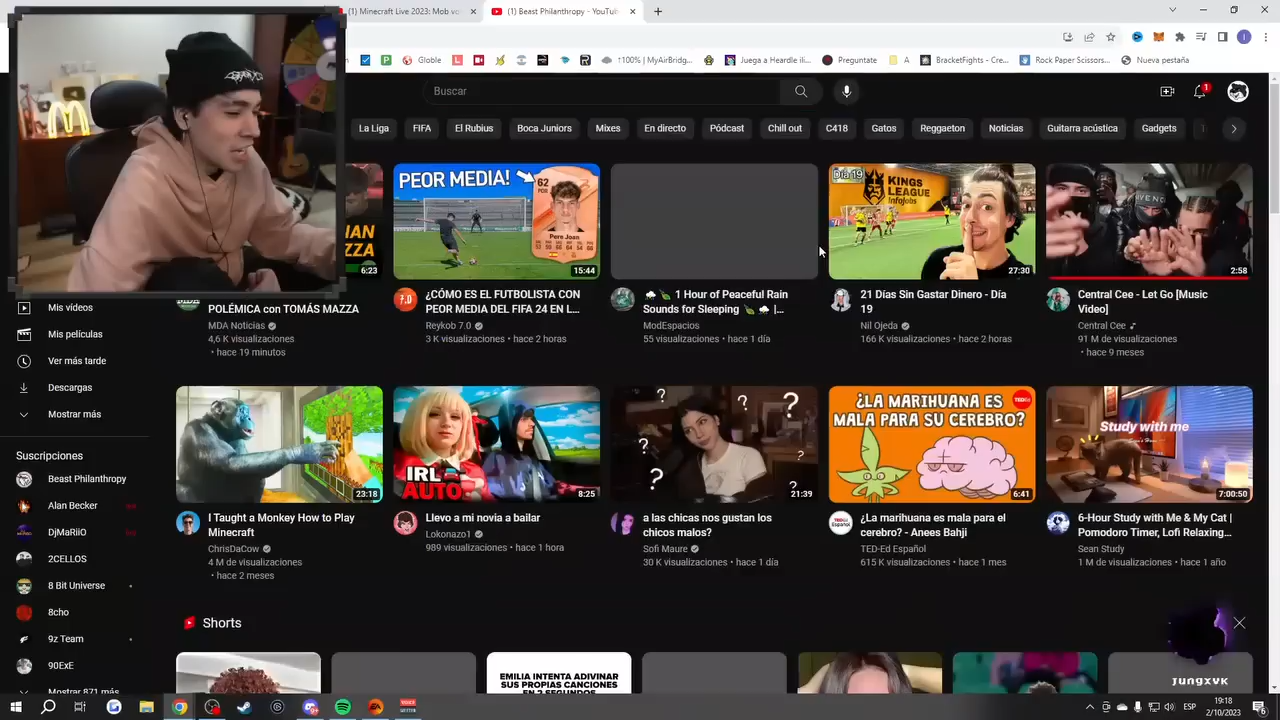 (1) Minecraft Live 2023: Mob vo
(1) Beast Philanthropy - YouTub
Globle
↑100% | MyAirBridg...
Juega a Heardle ili...
Preguntate
A
BracketFights - Cre...
Rock Paper Scissors...
Nueva pestaña
Buscar
1
La Liga
FIFA
El Rubius
Boca Juniors
Mixes
En directo
Pódcast
Chill out
C418
Gatos
Reggaeton
Noticias
Guitarra acústica
Gadgets
6:23
PEOR MEDIA!
62
POR
Pere Joan
15:44
Día 19
KINGS
LEAGUE
InfoJobs
27:30
2:58
POLÉMICA con TOMÁS MAZZA
MDA Noticias
4,6 K visualizaciones
• hace 19 minutos
7.0
¿CÓMO ES EL FUTBOLISTA CON
PEOR MEDIA DEL FIFA 24 EN L...
Reykob 7.0
3 K visualizaciones • hace 2 horas
1 Hour of Peaceful Rain
Sounds for Sleeping |...
ModEspacios
55 visualizaciones • hace 1 día
21 Días Sin Gastar Dinero - Día
19
Nil Ojeda
166 K visualizaciones • hace 2 horas
Central Cee - Let Go [Music
Video]
Central Cee
91 M de visualizaciones
• hace 9 meses
Mis vídeos
Mis películas
Ver más tarde
Descargas
Mostrar más
Suscripciones
Beast Philanthropy
Alan Becker
DjMaRiiO
2CELLOS
8 Bit Universe
8cho
9z Team
90ExE
Mostrar 871 más
23:18
IRL
AUTO
8:25
? ? ? ? ? ? ?
21:39
¿LA MARIHUANA ES
MALA PARA SU CEREBRO?
TED-Ed
6:41
Study with me
7:00:50
I Taught a Monkey How to Play
Minecraft
ChrisDaCow
4 M de visualizaciones
• hace 2 meses
Llevo a mi novia a bailar
Lokonazo1
989 visualizaciones • hace 1 hora
a las chicas nos gustan los
chicos malos?
Sofi Maure
30 K visualizaciones • hace 1 día
¿La marihuana es mala para el
cerebro? - Anees Bahji
TED-Ed Español
615 K visualizaciones • hace 1 mes
6-Hour Study with Me & My Cat |
Pomodoro Timer, Lofi Relaxing...
Sean Study
1 M de visualizaciones • hace 1 año
Shorts
EMILIA INTENTA ADIVINAR
SUS PROPIAS CANCIONES
EN 2 SEGUNDOS
JUNGXVK
ESP
19:18
2/10/2023